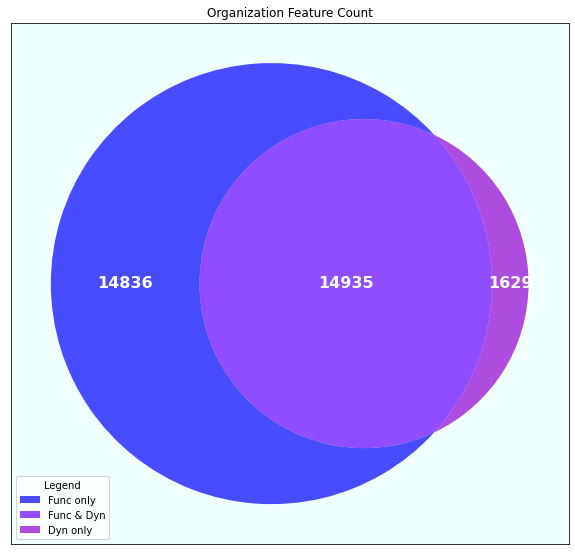 Organization Feature Count
14836
14935
1629
Legend
Func only
Func & Dyn
Dyn only